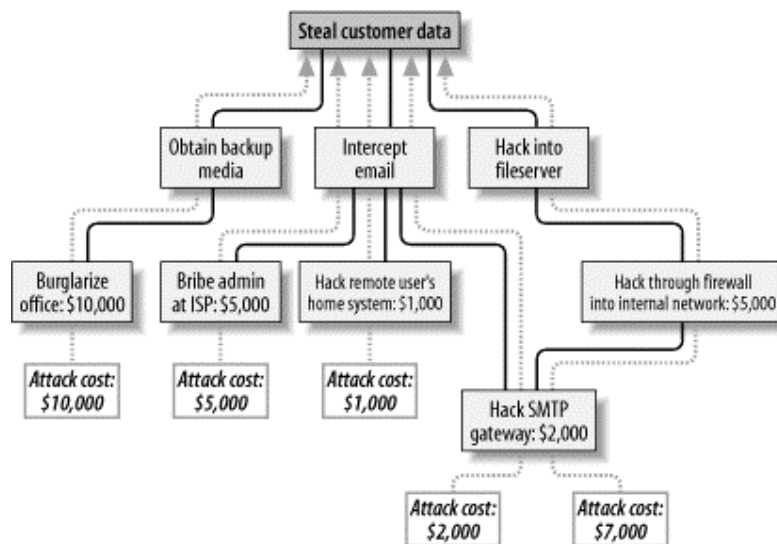 Steal customer data
Obtain backup
media
Intercept
email
Hack into
fileserver
Burglarize
office: $10,000
Bribe admin
at ISP: $5,000
Hack remote user's
home system: $1,000
Hack through firewall
into internal network: $5,000
Attack cost:
$10,000
Attack cost:
$5,000
Attack cost:
$1,000
Hack SMTP
gateway: $2,000
Attack cost:
$2,000
Attack cost:
$7,000